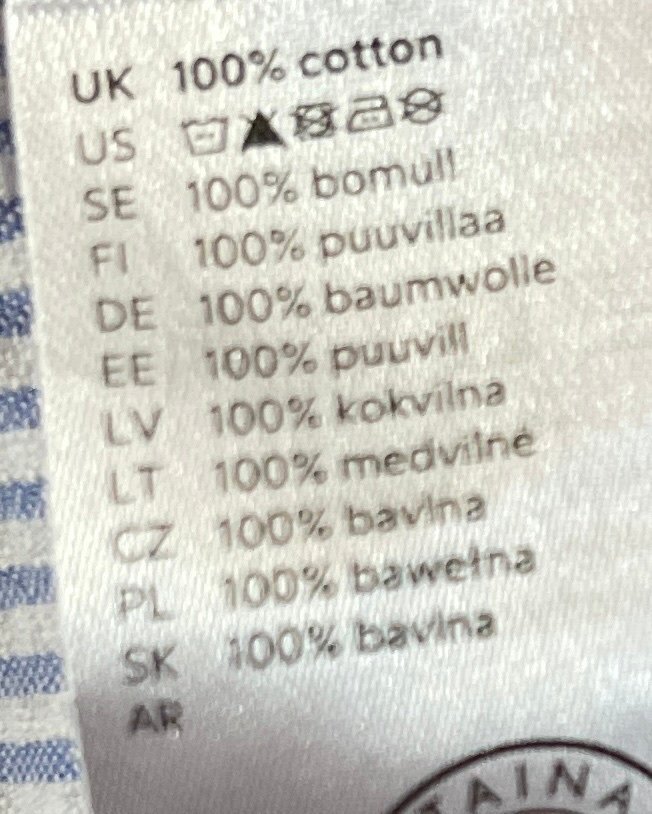 UK 100% cotton
US
SE 100% bomull
FI 100% puuvillaa
DE 100% baumwolle
EE 100% puuvill
LV 100% kokvilna
LT 100% medvilnė
CZ 100% bavlna
PL 100% bawełna
SK 100% bavlna
AR
AINA